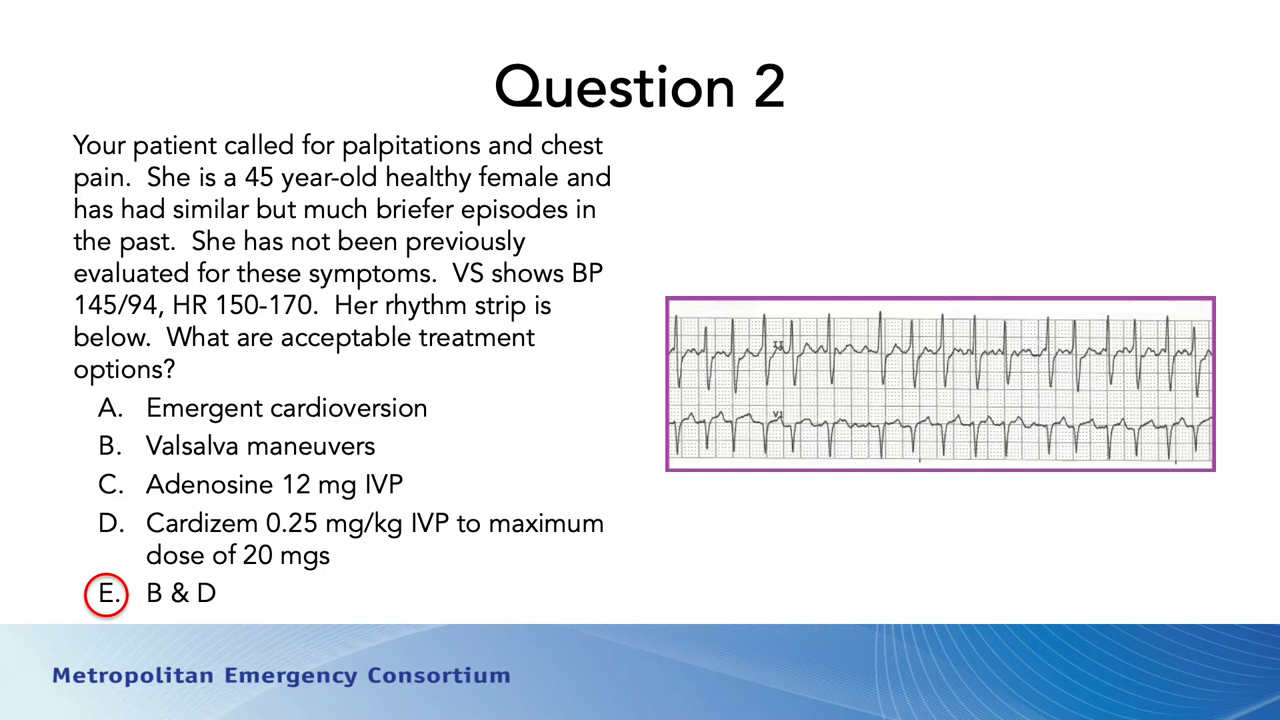 Question 2
Your patient called for palpitations and chest
pain.  She is a 45 year-old healthy female and
has had similar but much briefer episodes in
the past.  She has not been previously
evaluated for these symptoms.  VS shows BP
145/94, HR 150-170.  Her rhythm strip is
below.  What are acceptable treatment
options?
A. Emergent cardioversion
B. Valsalva maneuvers
C. Adenosine 12 mg IVP
D. Cardizem 0.25 mg/kg IVP to maximum
dose of 20 mgs
E. B & D
II
V1
Metropolitan Emergency Consortium